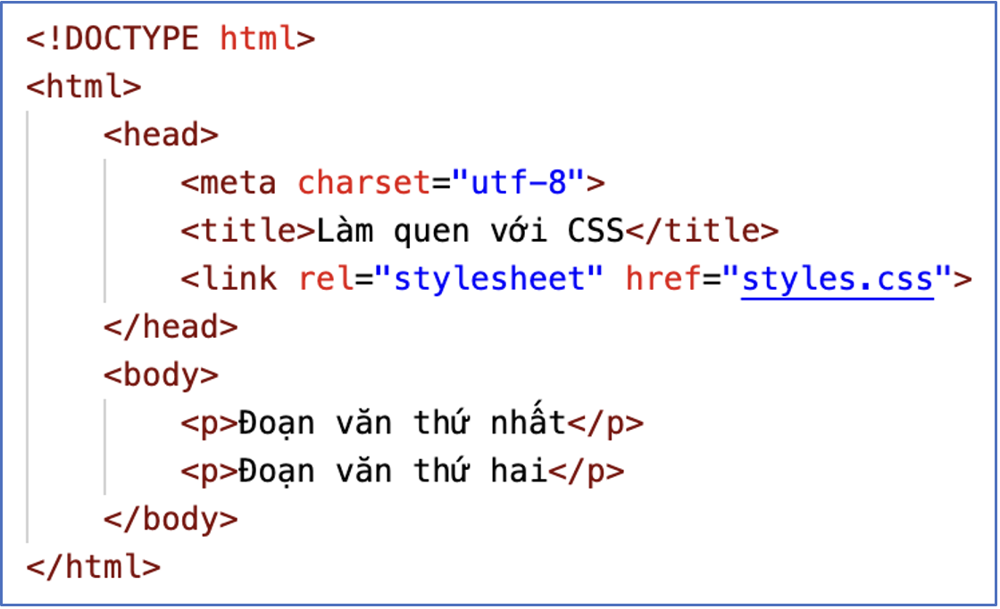 <!DOCTYPE html>
<html>
<head>
<meta charset="utf-8">
<title>Làm quen với CSS</title>
<link rel="stylesheet" href="styles.css">
</head>
<body>
<p>Đoạn văn thứ nhất</p>
<p>Đoạn văn thứ hai</p>
</body>
</html>